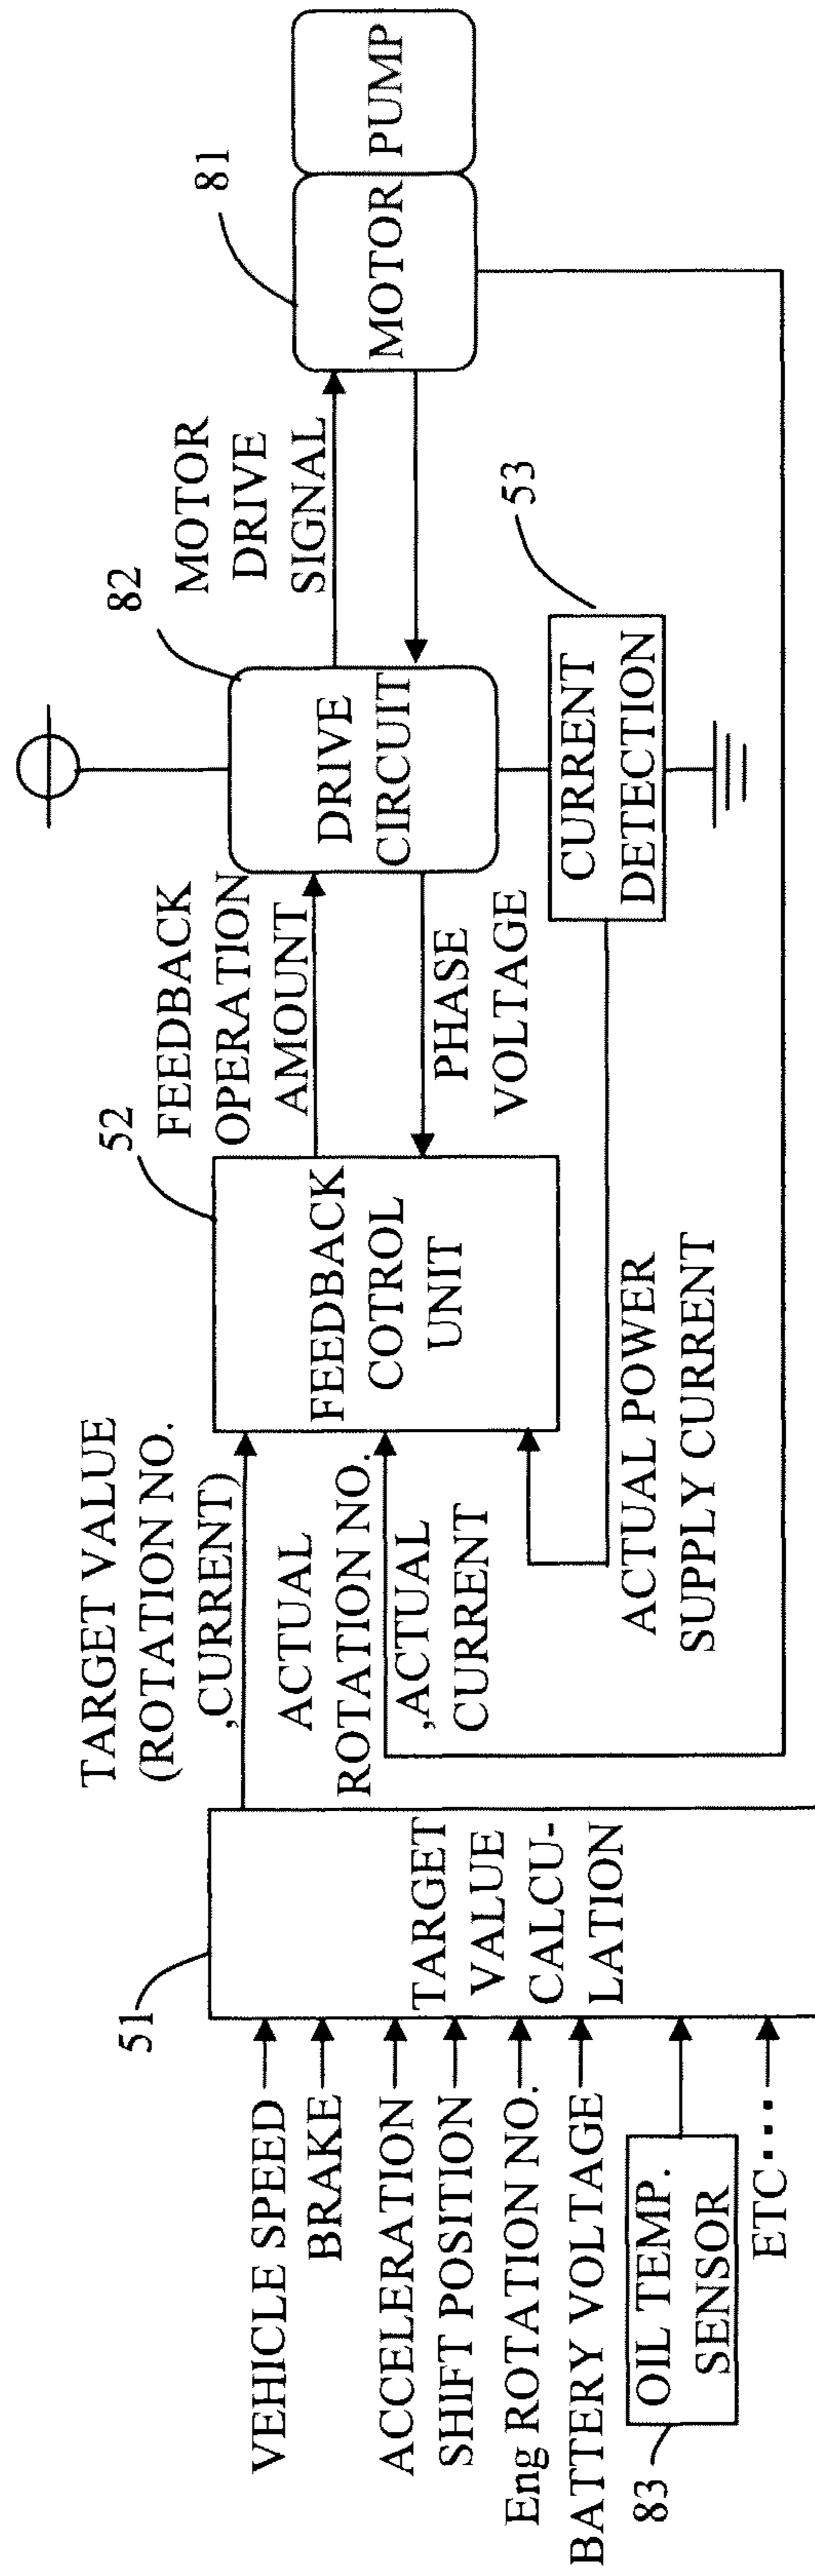 VEHICLE SPEED
BRAKE
ACCELERATION
SHIFT POSITION
Eng ROTATION NO.
BATTERY VOLTAGE
OIL TEMP.
SENSOR
83
ETC···
51
TARGET
VALUE
CALCU-
LATION
TARGET VALUE
(ROTATION NO.
,CURRENT)
ACTUAL
ROTATION NO.
,ACTUAL
CURRENT
ACTUAL POWER
SUPPLY CURRENT
52
FEEDBACK
COTROL
UNIT
FEEDBACK
OPERATION
AMOUNT
PHASE
VOLTAGE
82
DRIVE
CIRCUIT
CURRENT
DETECTION
53
MOTOR
DRIVE
SIGNAL
81
MOTOR
PUMP